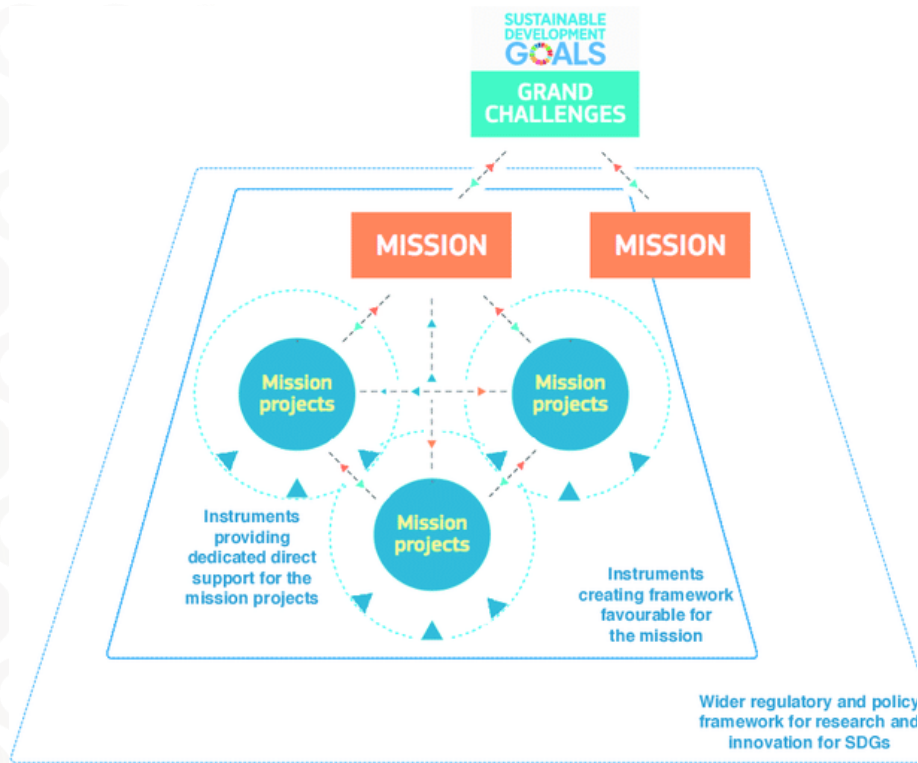 SUSTAINABLE
DEVELOPMENT
GOALS
GRAND
CHALLENGES
MISSION
MISSION
Mission
projects
Mission
projects
Mission
projects
Instruments
providing
dedicated direct
support for the
mission projects
Instruments
creating framework
favourable for
the mission
Wider regulatory and policy
framework for research and
innovation for SDGs